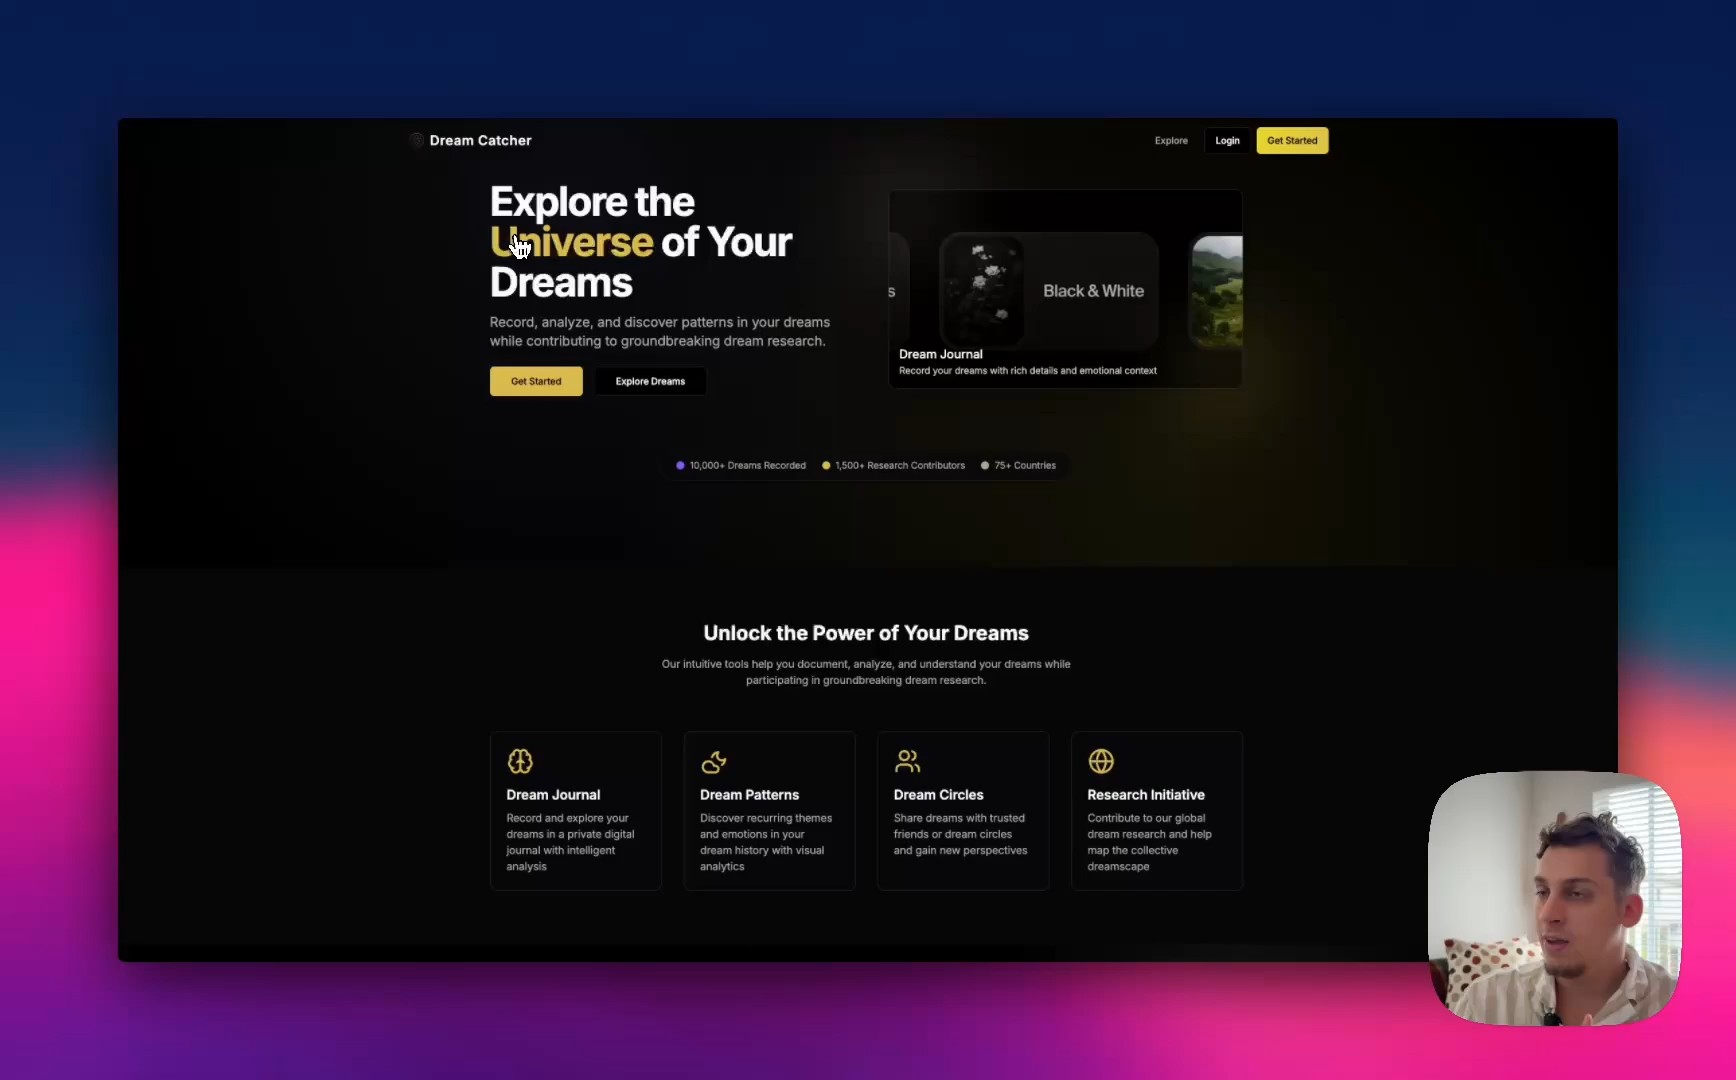 Dream Catcher
Explore
Login
Get Started
Explore the
Universe of Your
Dreams
Record, analyze, and discover patterns in your dreams
while contributing to groundbreaking dream research.
Get Started
Explore Dreams
s
Black & White
Dream Journal
Record your dreams with rich details and emotional context
10,000+ Dreams Recorded
1,500+ Research Contributors
75+ Countries
Unlock the Power of Your Dreams
Our intuitive tools help you document, analyze, and understand your dreams while
participating in groundbreaking dream research.
Dream Journal
Record and explore your
dreams in a private digital
journal with intelligent
analysis
Dream Patterns
Discover recurring themes
and emotions in your
dream history with visual
analytics
Dream Circles
Share dreams with trusted
friends or dream circles
and gain new perspectives
Research Initiative
Contribute to our global
dream research and help
map the collective
dreamscape